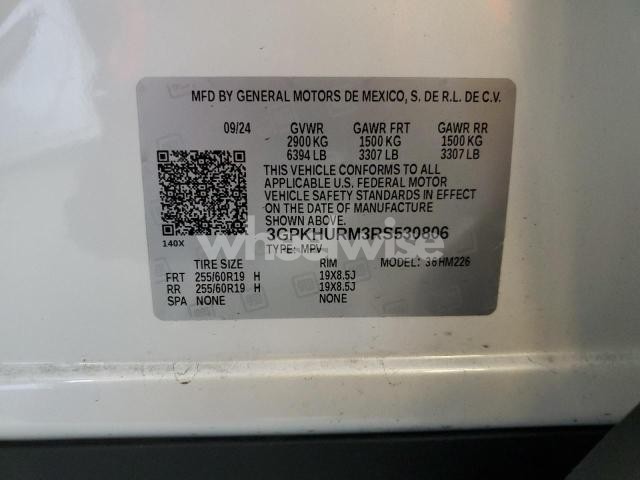 MFD BY GENERAL MOTORS DE MEXICO, S. DE R.L. DE C.V.
09/24 GVWR GAWR FRT GAWR RR
2900 KG 1500 KG 1500 KG
6394 LB 3307 LB 3307 LB
THIS VEHICLE CONFORMS TO ALL
APPLICABLE U.S. FEDERAL MOTOR
VEHICLE SAFETY STANDARDS IN EFFECT
ON THE DATE OF MANUFACTURE
SHOWN ABOVE.
140X
3GPKHURM3RS530806
wheelwise
TYPE: MPV MODEL: 36HM226
TIRE SIZE RIM
FRT 255/60R19 H 19X8.5J
RR 255/60R19 H 19X8.5J
SPA NONE NONE